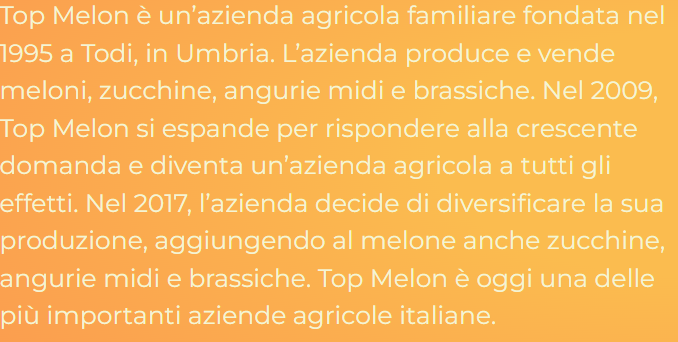 Top Melon è un’azienda agricola familiare fondata nel
1995 a Todi, in Umbria. L’azienda produce e vende
meloni, zucchine, angurie midi e brassiche. Nel 2009,
Top Melon si espande per rispondere alla crescente
domanda e diventa un’azienda agricola a tutti gli
effetti. Nel 2017, l’azienda decide di diversificare la sua
produzione, aggiungendo al melone anche zucchine,
angurie midi e brassiche. Top Melon è oggi una delle
più importanti aziende agricole italiane.